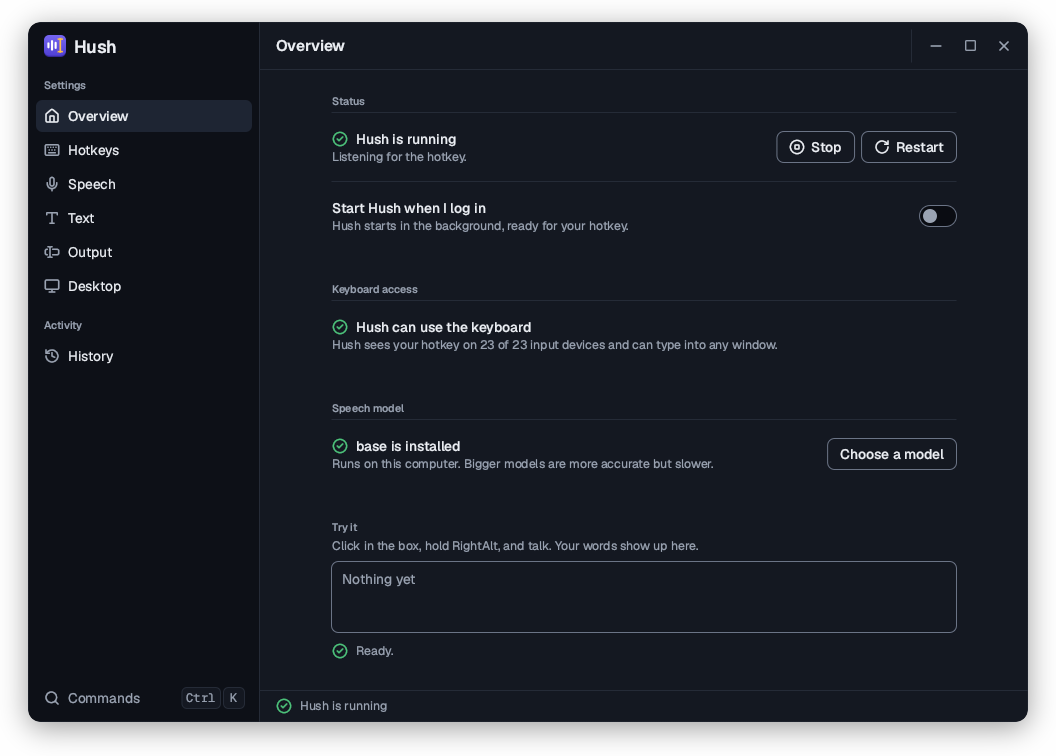 Hush
Settings
Overview
Hotkeys
Speech
Text
Output
Desktop
Activity
History
Commands Ctrl K
Overview
Status
Hush is running
Listening for the hotkey.
Stop
Restart
Start Hush when I log in
Hush starts in the background, ready for your hotkey.
Keyboard access
Hush can use the keyboard
Hush sees your hotkey on 23 of 23 input devices and can type into any window.
Speech model
base is installed
Runs on this computer. Bigger models are more accurate but slower.
Choose a model
Try it
Click in the box, hold RightAlt, and talk. Your words show up here.
Nothing yet
Ready.
Hush is running